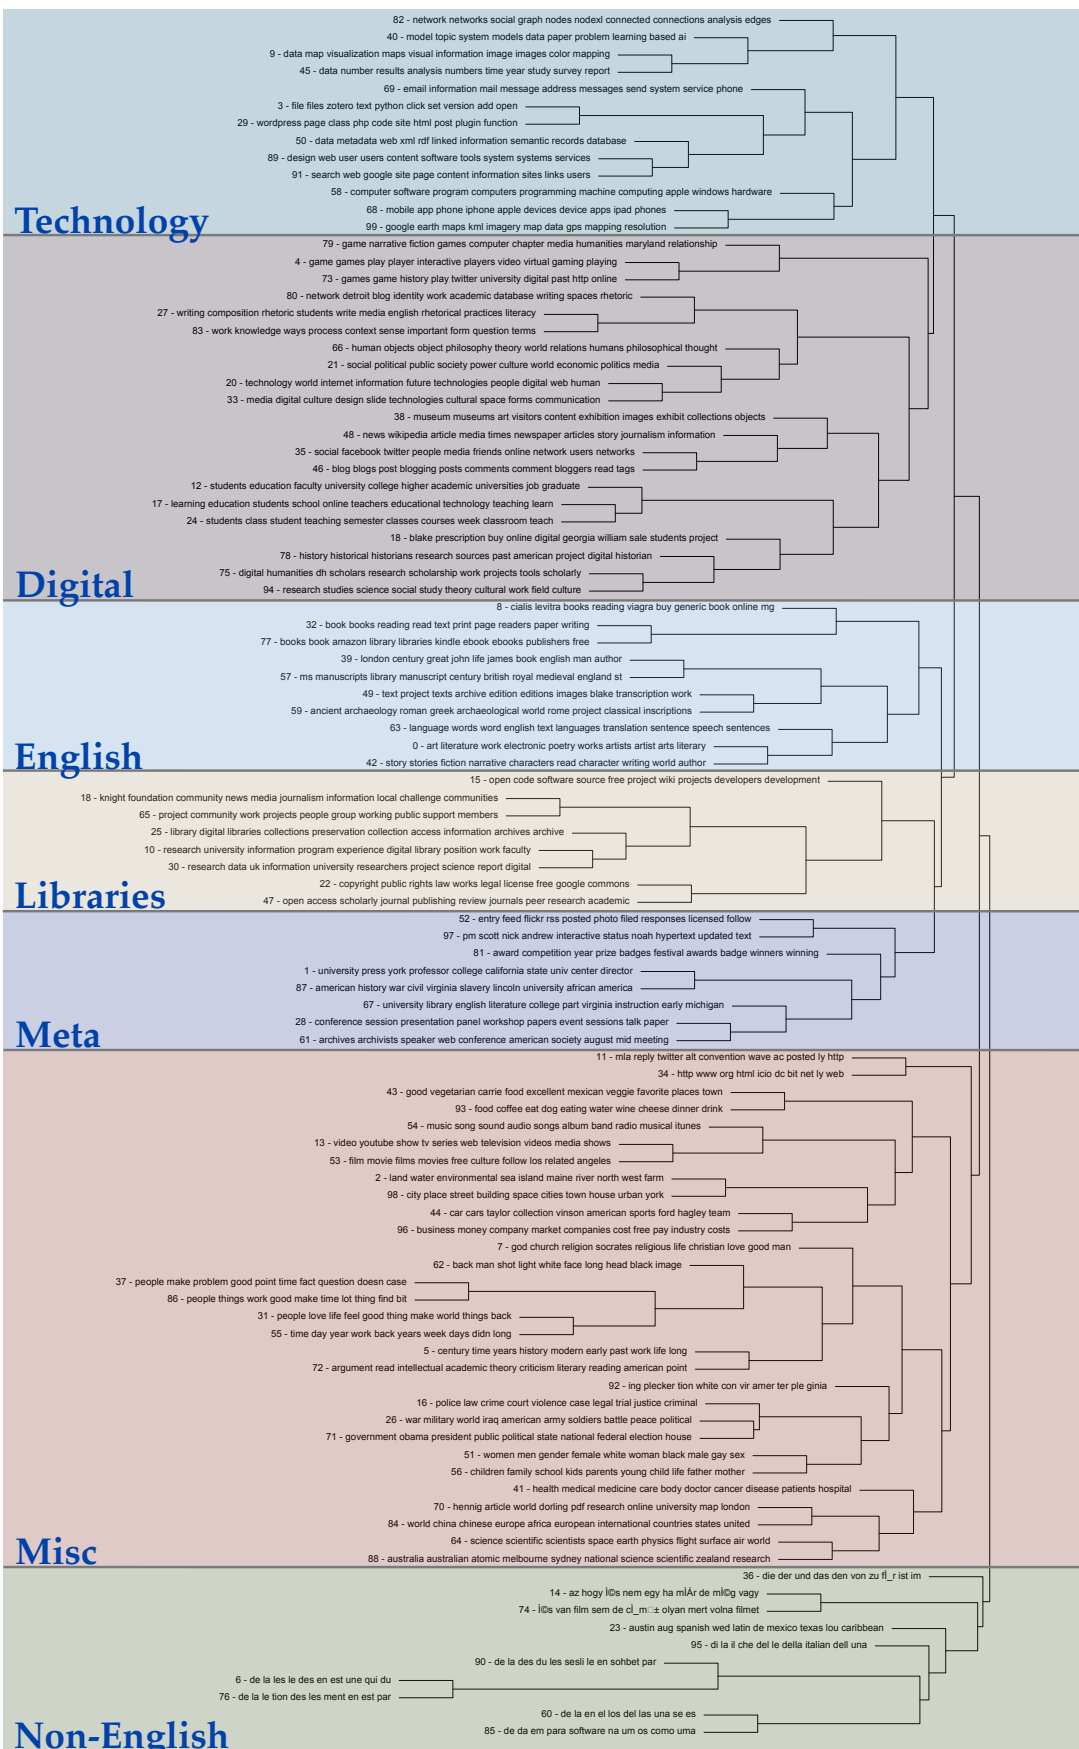 82 - network networks social graph nodes nodexl connected connections analysis edges
40 - model topic system models data paper problem learning based ai
9 - data map visualization maps visual information image images color mapping
45 - data number results analysis numbers time year study survey report
69 - email information mail message address messages send system service phone
3 - file files zotero text python click set version add open
29 - wordpress page class php code site html post plugin function
50 - data metadata web xml rdf linked information semantic records database
89 - design web user users content software tools system systems services
91 - search web google site page content information sites links users
58 - computer software program computers programming machine computing apple windows hardware
68 - mobile app phone iphone apple devices device apps ipad phones
99 - google earth maps kml imagery map data gps mapping resolution
Technology
79 - game narrative fiction games computer chapter media humanities maryland relationship
4 - game games play player interactive players video virtual gaming playing
73 - games game history play twitter university digital past http online
80 - network detroit blog identity work academic database writing spaces rhetoric
27 - writing composition rhetoric students write media english rhetorical practices literacy
83 - work knowledge ways process context sense important form question terms
66 - human objects object philosophy theory world relations humans philosophical thought
21 - social political public society power culture world economic politics media
20 - technology world internet information future technologies people digital web human
33 - media digital culture design slide technologies cultural space forms communication
38 - museum museums art visitors content exhibition images exhibit collections objects
48 - news wikipedia article media times newspaper articles story journalism information
35 - social facebook twitter people media friends online network users networks
46 - blog blogs post blogging posts comments comment bloggers read tags
12 - students education faculty university college higher academic universities job graduate
17 - learning education students school online teachers educational technology teaching learn
24 - students class student teaching semester classes courses week classroom teach
18 - blake prescription buy online digital georgia william sale students project
78 - history historical historians research sources past american project digital historian
75 - digital humanities dh scholars research scholarship work projects tools scholarly
94 - research studies science social study theory cultural work field culture
Digital
8 - cialis levitra books reading viagra buy generic book online mg
32 - book books reading read text print page readers paper writing
77 - books book amazon library libraries kindle ebook ebooks publishers free
39 - london century great john life james book english man author
57 - ms manuscripts library manuscript century british royal medieval england st
49 - text project texts archive edition editions images blake transcription work
59 - ancient archaeology roman greek archaeological world rome project classical inscriptions
63 - language words word english text languages translation sentence speech sentences
0 - art literature work electronic poetry works artists artist arts literary
42 - story stories fiction narrative characters read character writing world author
English
15 - open code software source free project wiki projects developers development
18 - knight foundation community news media journalism information local challenge communities
65 - project community work projects people group working public support members
25 - library digital libraries collections preservation collection access information archives archive
10 - research university information program experience digital library position work faculty
30 - research data uk information university researchers project science report digital
22 - copyright public rights law works legal license free google commons
47 - open access scholarly journal publishing review journals peer research academic
Libraries
52 - entry feed flickr rss posted photo filed responses licensed follow
97 - pm scott nick andrew interactive status noah hypertext updated text
81 - award competition year prize badges festival awards badge winners winning
1 - university press york professor college california state univ center director
87 - american history war civil virginia slavery lincoln university african america
67 - university library english literature college part virginia instruction early michigan
28 - conference session presentation panel workshop papers event sessions talk paper
61 - archives archivists speaker web conference american society august mid meeting
Meta
11 - mla reply twitter alt convention wave ac posted ly http
34 - http www org html icio dc bit net ly web
43 - good vegetarian carrie food excellent mexican veggie favorite places town
93 - food coffee eat dog eating water wine cheese dinner drink
54 - music song sound audio songs album band radio musical itunes
13 - video youtube show tv series web television videos media shows
53 - film movie films movies free culture follow los related angeles
2 - land water environmental sea island maine river north west farm
98 - city place street building space cities town house urban york
44 - car cars taylor collection vinson american sports ford hagley team
96 - business money company market companies cost free pay industry costs
7 - god church religion socrates religious life christian love good man
62 - back man shot light white face long head black image
37 - people make problem good point time fact question doesn case
86 - people things work good make time lot thing find bit
31 - people love life feel good thing make world things back
55 - time day year work back years week days didn long
5 - century time years history modern early past work life long
72 - argument read intellectual academic theory criticism literary reading american point
92 - ing plecker tion white con vir amer ter ple ginia
16 - police law crime court violence case legal trial justice criminal
26 - war military world iraq american army soldiers battle peace political
71 - government obama president public political state national federal election house
51 - women men gender female white woman black male gay sex
56 - children family school kids parents young child life father mother
41 - health medical medicine care body doctor cancer disease patients hospital
70 - hennig article world dorling pdf research online university map london
84 - world china chinese europe africa european international countries states united
64 - science scientific scientists space earth physics flight surface air world
88 - australia australian atomic melbourne sydney national science scientific zealand research
Misc
36 - die der und das den von zu fÌ_r ist im
14 - az hogy Ì©s nem egy ha mÌÁr de mÌ©g vagy
74 - Ì©s van film sem de cÌ_m□± olyan mert volna filmet
23 - austin aug spanish wed latin de mexico texas lou caribbean
95 - di la il che del le della italian dell una
90 - de la des du les sesli le en sohbet par
6 - de la les le des en est une qui du
76 - de la le tion des les ment en est par
60 - de la en el los del las una se es
85 - de da em para software na um os como uma
Non-English